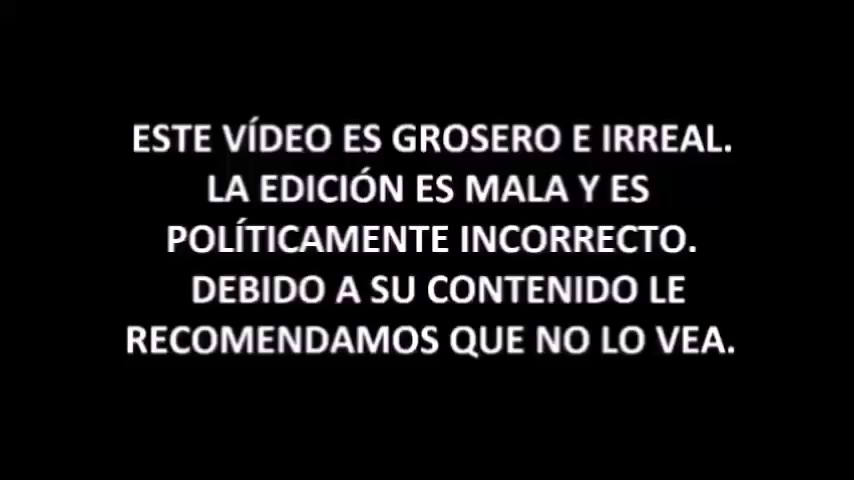 ESTE VÍDEO ES GROSERO E IRREAL.
LA EDICIÓN ES MALA Y ES
POLÍTICAMENTE INCORRECTO.
DEBIDO A SU CONTENIDO LE
RECOMENDAMOS QUE NO LO VEA.